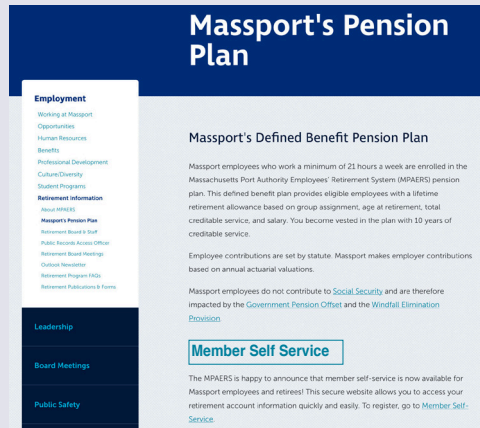 Massport's Pension
Plan
Employment
Working at Massport
Opportunities
Human Resources
Benefits
Professional Development
Culture/Diversity
Student Programs
Retirement Information
About MPAERS
Massport's Pension Plan
Retirement Board & Staff
Public Records Access Officer
Retirement Board Meetings
Outlook Newsletter
Retirement Program FAQs
Retirement Publications & Forms
Leadership
Board Meetings
Public Safety
Massport's Defined Benefit Pension Plan
Massport employees who work a minimum of 21 hours a week are enrolled in the
Massachusetts Port Authority Employees' Retirement System (MPAERS) pension
plan. This defined benefit plan provides eligible employees with a lifetime
retirement allowance based on group assignment, age at retirement, total
creditable service, and salary. You become vested in the plan with 10 years of
creditable service.
Employee contributions are set by statute. Massport makes employer contributions
based on annual actuarial valuations.
Massport employees do not contribute to Social Security and are therefore
impacted by the Government Pension Offset and the Windfall Elimination
Provision.
Member Self Service
The MPAERS is happy to announce that member self-service is now available for
Massport employees and retirees! This secure website allows you to access your
retirement account information quickly and easily. To register, go to Member Self-
Service.